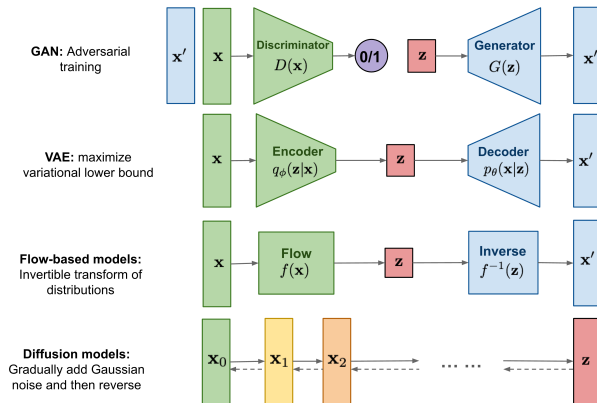 GAN: Adversarial
training
x′
x
Discriminator
D(x)
0/1
z
Generator
G(z)
x′
VAE: maximize
variational lower bound
x
Encoder
qϕ(z|x)
z
Decoder
pθ(x|z)
x′
Flow-based models:
Invertible transform of
distributions
x
Flow
f(x)
z
Inverse
f⁻¹(z)
x′
Diffusion models:
Gradually add Gaussian
noise and then reverse
x₀
x₁
x₂
... ...
z